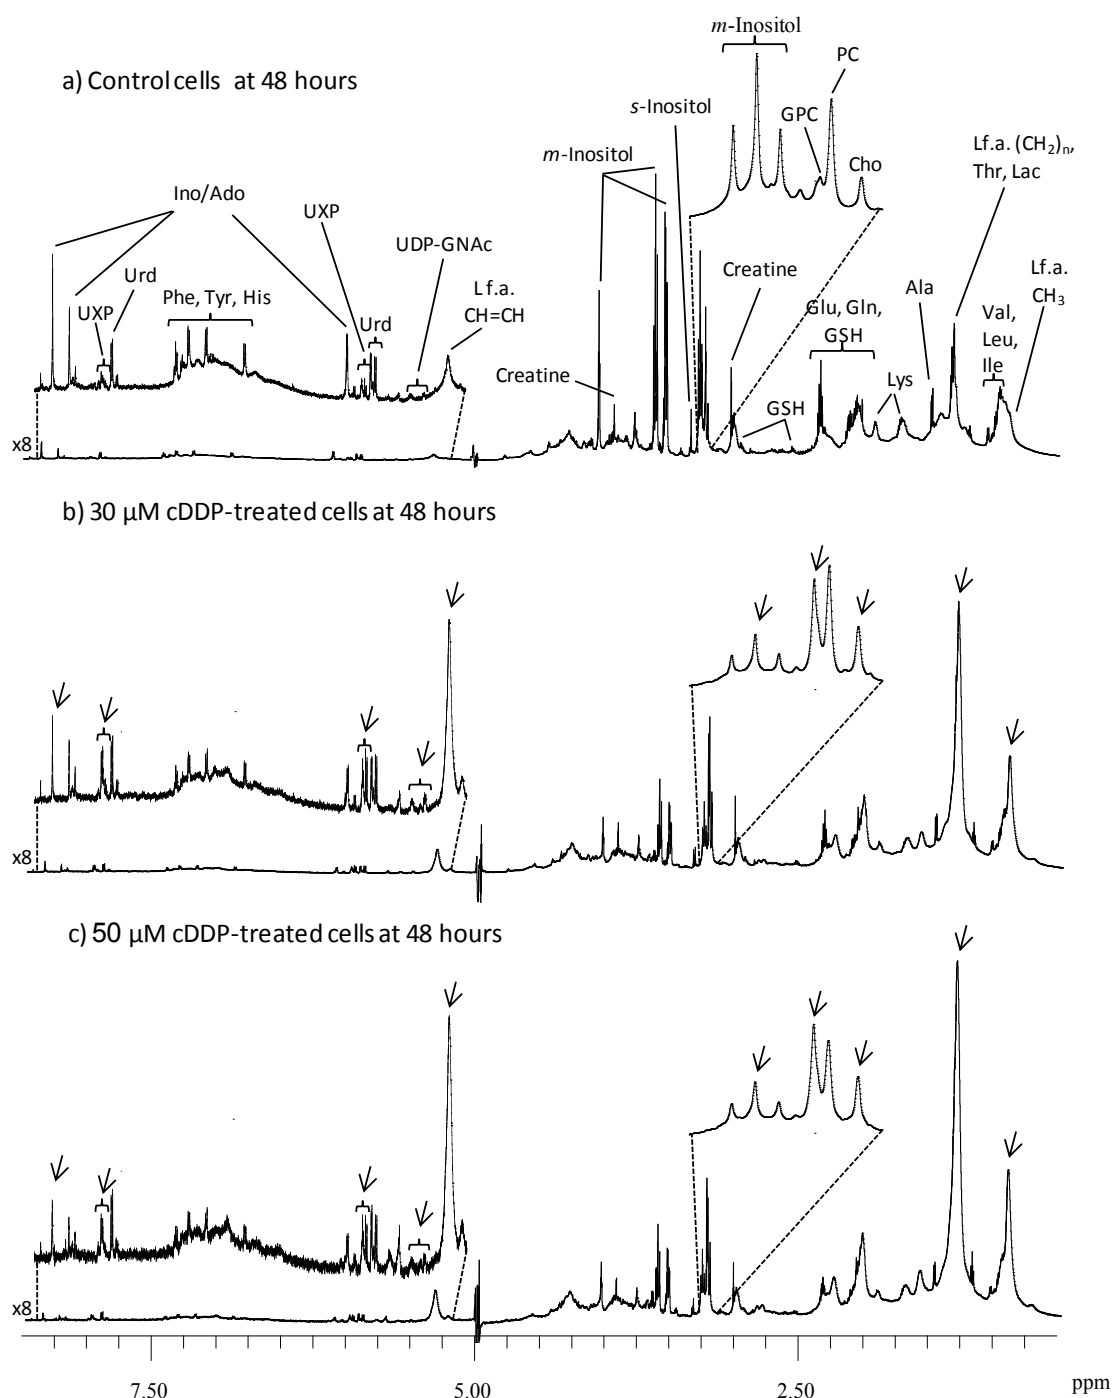 a) Control cells at 48 hours
m-Inositol
PC
s-Inositol
GPC
m-Inositol
Cho
Lf.a. (CH2)n,
Thr, Lac
Ino/Ado
UXP
UDP-GNAc
Creatine
Urd
Lf.a.
CH=CH
Lf.a.
CH3
Phe, Tyr, His
UXP
Urd
Glu, Gln,
GSH
Ala
Val,
Leu,
Ile
Creatine
GSH
Lys
x8
b) 30 µM cDDP-treated cells at 48 hours
x8
c) 50 µM cDDP-treated cells at 48 hours
x8
7.50
5.00
2.50
ppm